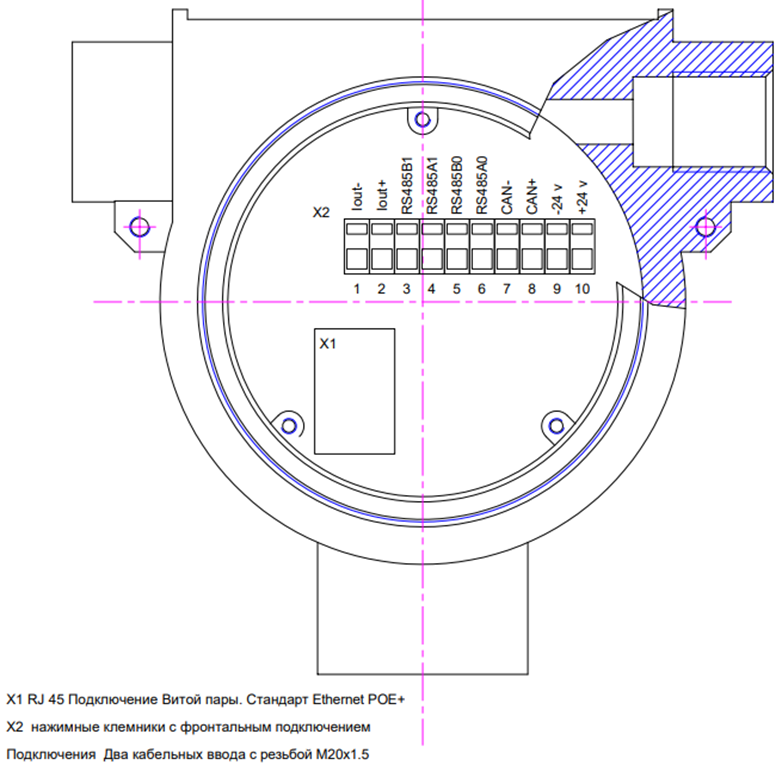 Iout-
Iout+
RS485B1
RS485A1
RS485B0
RS485A0
CAN-
CAN+
-24 v
+24 v
X2
1 2 3 4 5 6 7 8 9 10
X1
X1 RJ 45 Подключение Витой пары. Стандарт Ethernet POE+
X2 нажимные клемники с фронтальным подключением
Подключения Два кабельных ввода с резьбой М20х1.5